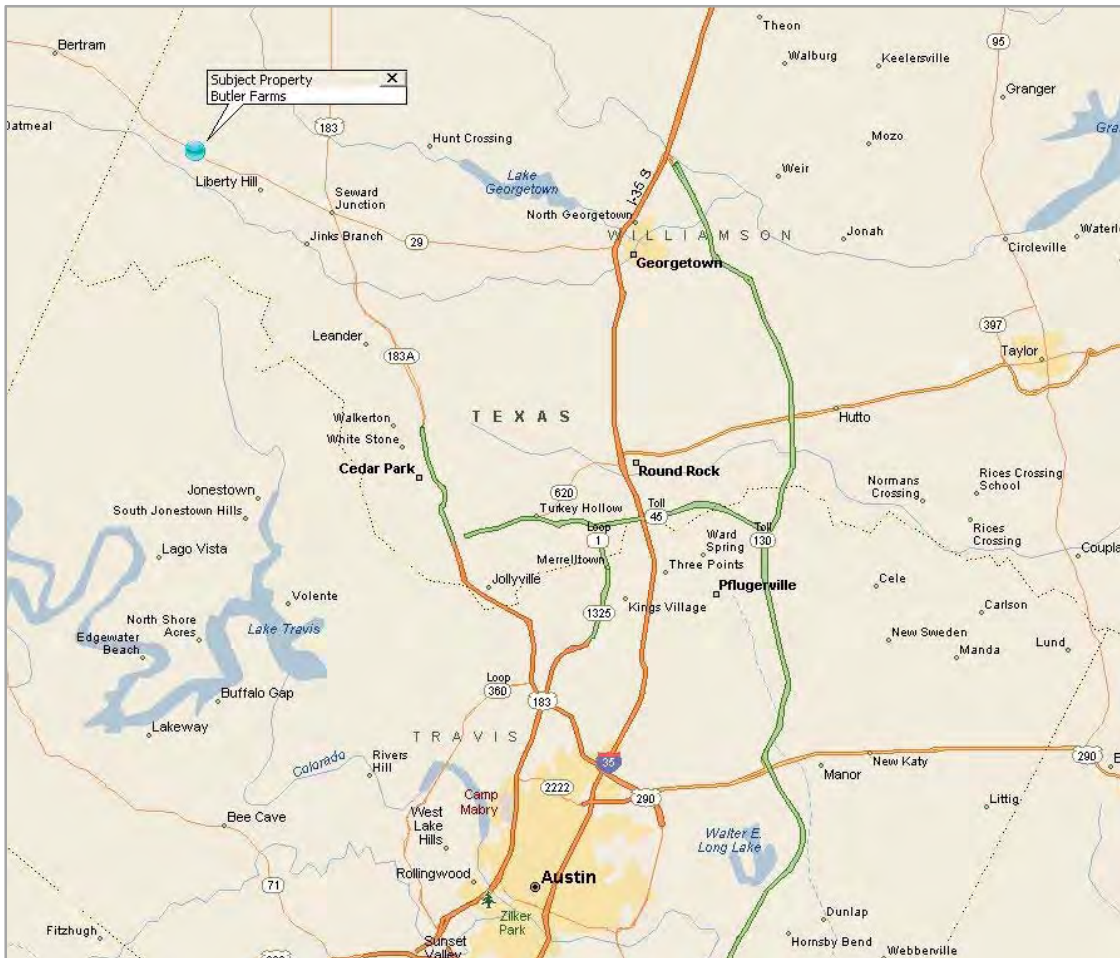 Theon
Bertram
95
Walburg
Keelersville
Subject Property X
Butler Farms
Granger
183
Oatmeal
Hunt Crossing
Mozo
Lake
Georgetown
Weir
Liberty Hill
I-35 S
Seward
Junction
North Georgetown
WILLIAMSON
Jinks Branch
29
Jonah
Circleville
Georgetown
397
Leander
183A
Taylor
TEXAS
Hutto
Walkerton
White Stone
Cedar Park
Round Rock
Jonestown
620
Normans
Crossing
Rices Crossing
School
South Jonestown Hills
Turkey Hollow
Toll
45
Loop
1
Toll
130
Ward
Spring
Rices
Crossing
Lago Vista
Merrelltown
Three Points
Jollyville
Pflugerville
Cele
Volente
Kings Village
1325
Carlson
North Shore
Acres
Lake Travis
Edgewater
Beach
New Sweden
Manda
Lund
Loop
360
Buffalo Gap
183
Lakeway
TRAVIS
Colorado
Rivers
Hill
35
New Katy
290
Manor
2222
290
Camp
Mabry
Littig
West
Lake
Hills
Bee Cave
Walter E.
Long Lake
Rollingwood
Austin
71
Zilker
Park
Dunlap
Fitzhugh
Sunset
Valley
Hornsby Bend
Webberville